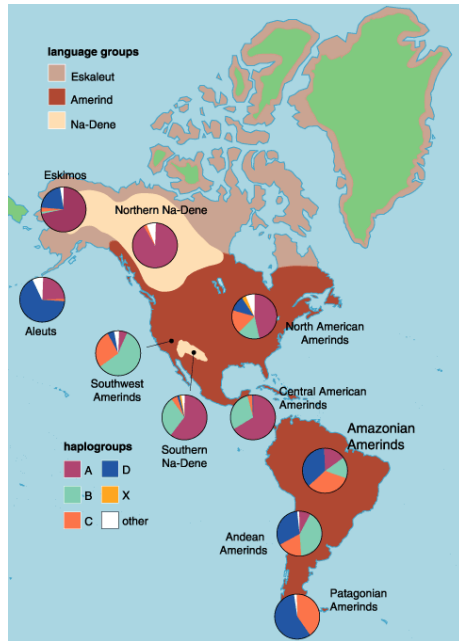 language groups
Eskaleut
Amerind
Na-Dene
Eskimos
Northern Na-Dene
Aleuts
North American
Amerinds
Southwest
Amerinds
Central American
Amerinds
Southern
Na-Dene
Amazonian
Amerinds
haplogroups
A D
B X
C other
Andean
Amerinds
Patagonian
Amerinds